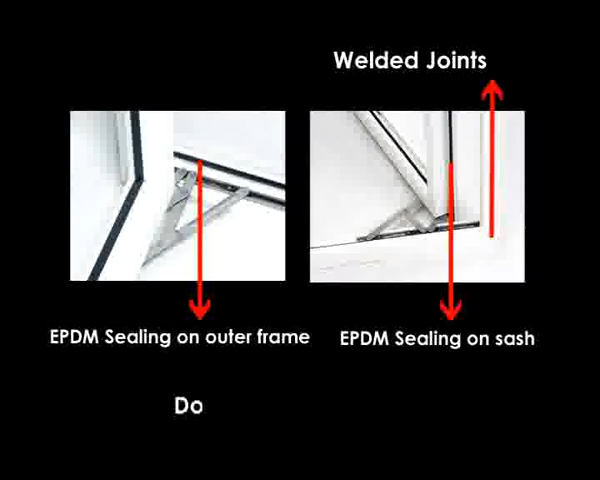 Welded Joints
EPDM Sealing on outer frame
EPDM Sealing on sash
Do